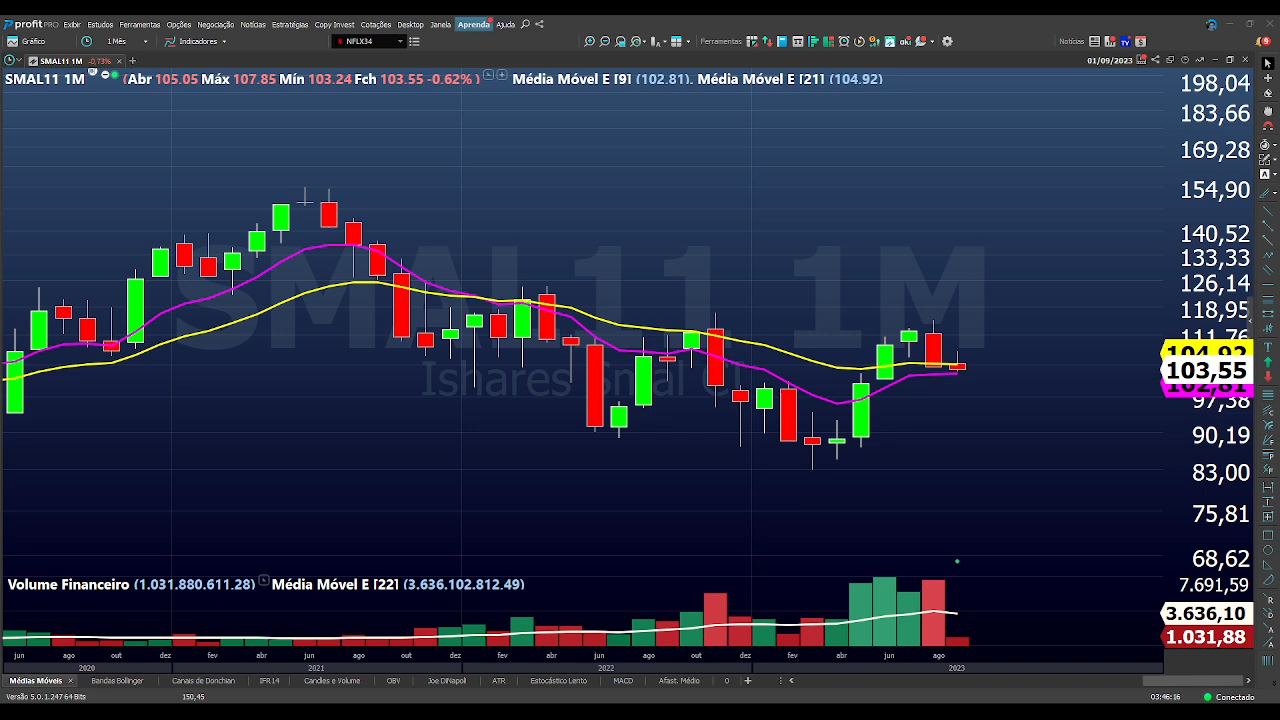 profit PRO Exibir Estudos Ferramentas Opções Negociação Notícias Estratégias Copy Invest Cotações Desktop Janela Aprenda Ajuda
Gráfico 1 Mês Indicadores NFLX34 Ferramentas Notícias
SMAL11 1M -0,73% 01/09/2023
SMAL11 1M (Abr 105.05 Máx 107.85 Mín 103.24 Fch 103.55 -0.62% ) Média Móvel E [9] (102.81). Média Móvel E [21] (104.92)
198,04
183,66
169,28
154,90
140,52
133,33
126,14
118,95
111,76
104,92
103,55
102,81
97,38
90,19
83,00
75,81
68,62
SMAL11 1M
Volume Financeiro (1.031.880.611.28) Média Móvel E [22] (3.636.102.812.49)
7.691,59
3.636,10
1.031,88
jun ago out dez fev abr jun ago out dez fev abr jun ago out dez fev abr jun ago
2020 2021 2022 2023
Médias Móveis Bandas Bollinger Canais de Donchian IFR14 Candles e Volume OBV Joe DiNapoli ATR Estocástico Lento MACD Afast. Médio 0
Versão 5.0.1.247 64 Bits 150,45 03:46:16 Conectado